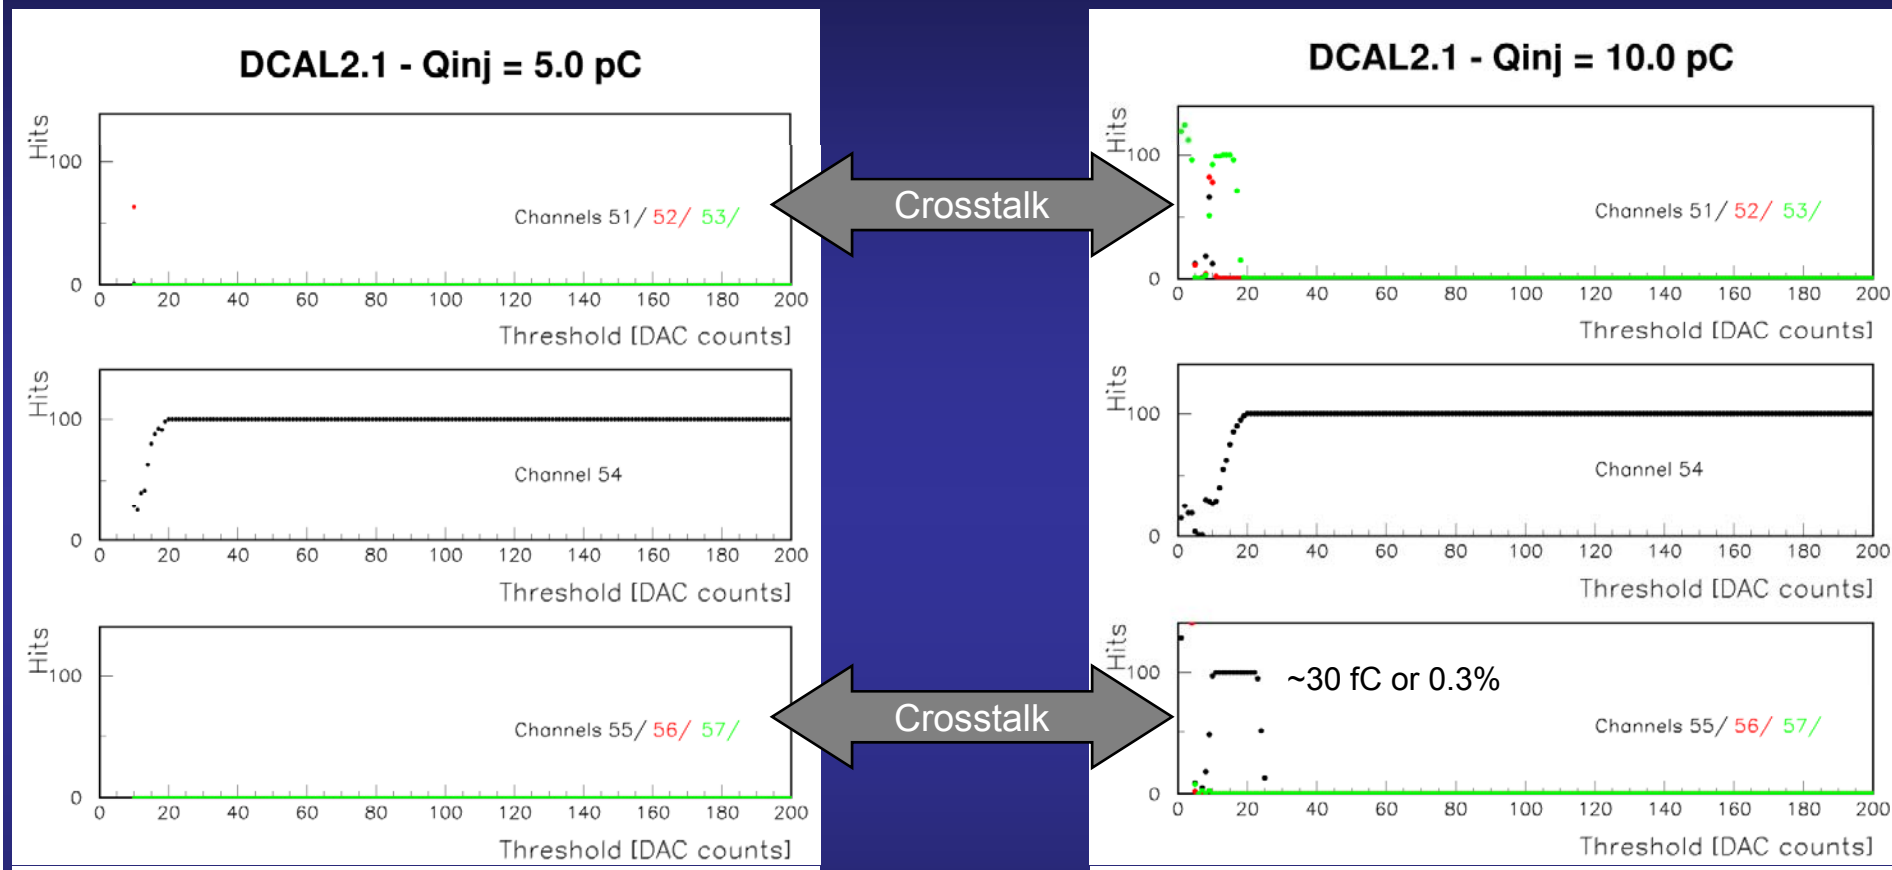 DCAL2.1 - Qinj = 5.0 pC
Hits
100
0
Channels 51/ 52/ 53/
0 20 40 60 80 100 120 140 160 180 200
Threshold [DAC counts]
Hits
100
0
Channel 54
0 20 40 60 80 100 120 140 160 180 200
Threshold [DAC counts]
Hits
100
0
Channels 55/ 56/ 57/
0 20 40 60 80 100 120 140 160 180 200
Threshold [DAC counts]
Crosstalk
Crosstalk
DCAL2.1 - Qinj = 10.0 pC
Hits
100
0
Channels 51/ 52/ 53/
0 20 40 60 80 100 120 140 160 180 200
Threshold [DAC counts]
Hits
100
0
Channel 54
0 20 40 60 80 100 120 140 160 180 200
Threshold [DAC counts]
Hits
100
0
~30 fC or 0.3%
Channels 55/ 56/ 57/
0 20 40 60 80 100 120 140 160 180 200
Threshold [DAC counts]